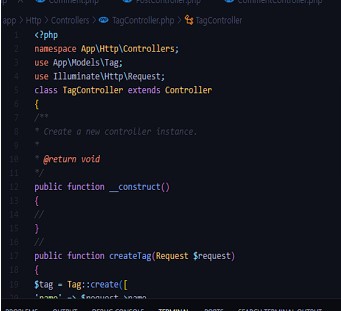 Comment.php PostController.php CommentController.php
app > Http > Controllers > TagController.php > TagController
1 <?php
2 namespace App\Http\Controllers;
3 use App\Models\Tag;
4 use Illuminate\Http\Request;
5 class TagController extends Controller
6 {
7 /**
8 * Create a new controller instance.
9 *
10 * @return void
11 */
12 public function __construct()
13 {
14 //
15 }
16 //
17 public function createTag(Request $request)
18 {
19 $tag = Tag::create([
'name' => $request->name
PROBLEMS OUTPUT DEBUG CONSOLE TERMINAL PORTS SEARCH TERMINAL OUTPUT